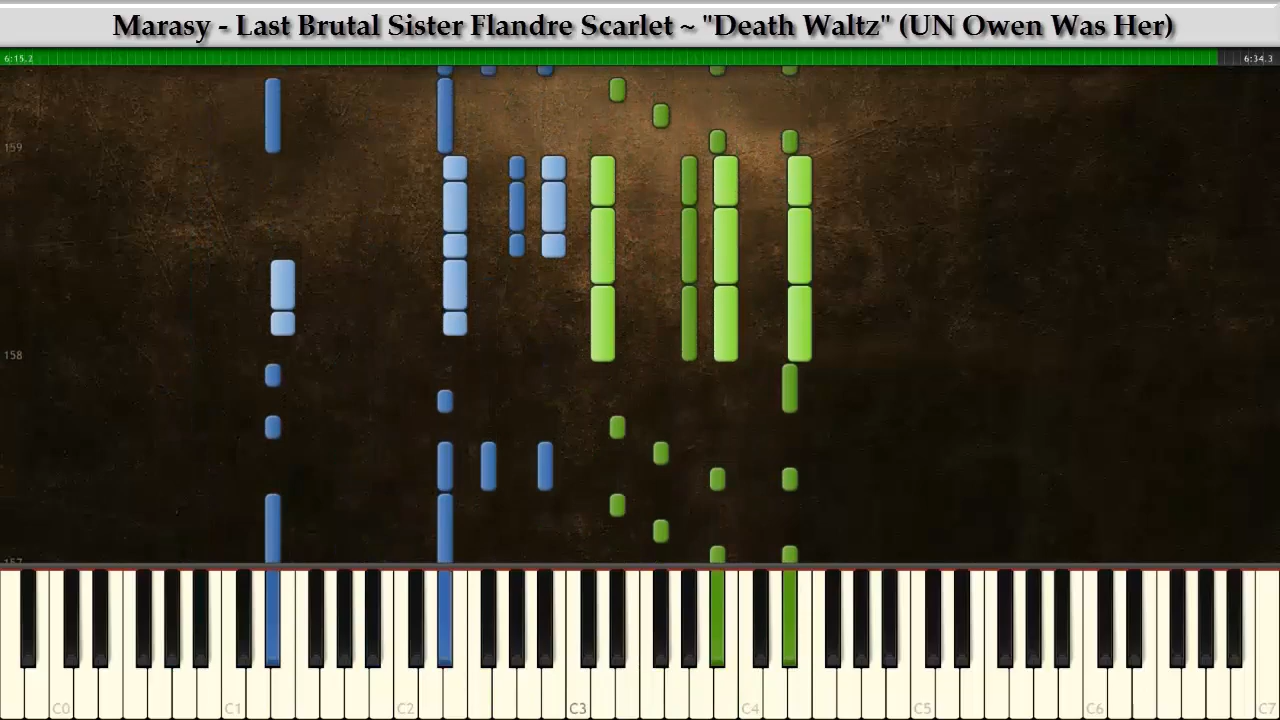 Marasy - Last Brutal Sister Flandre Scarlet ~ "Death Waltz" (UN Owen Was Her)
6:15.2 6:34.3
159
158
157
C0 C1 C2 C3 C4 C5 C6 C7